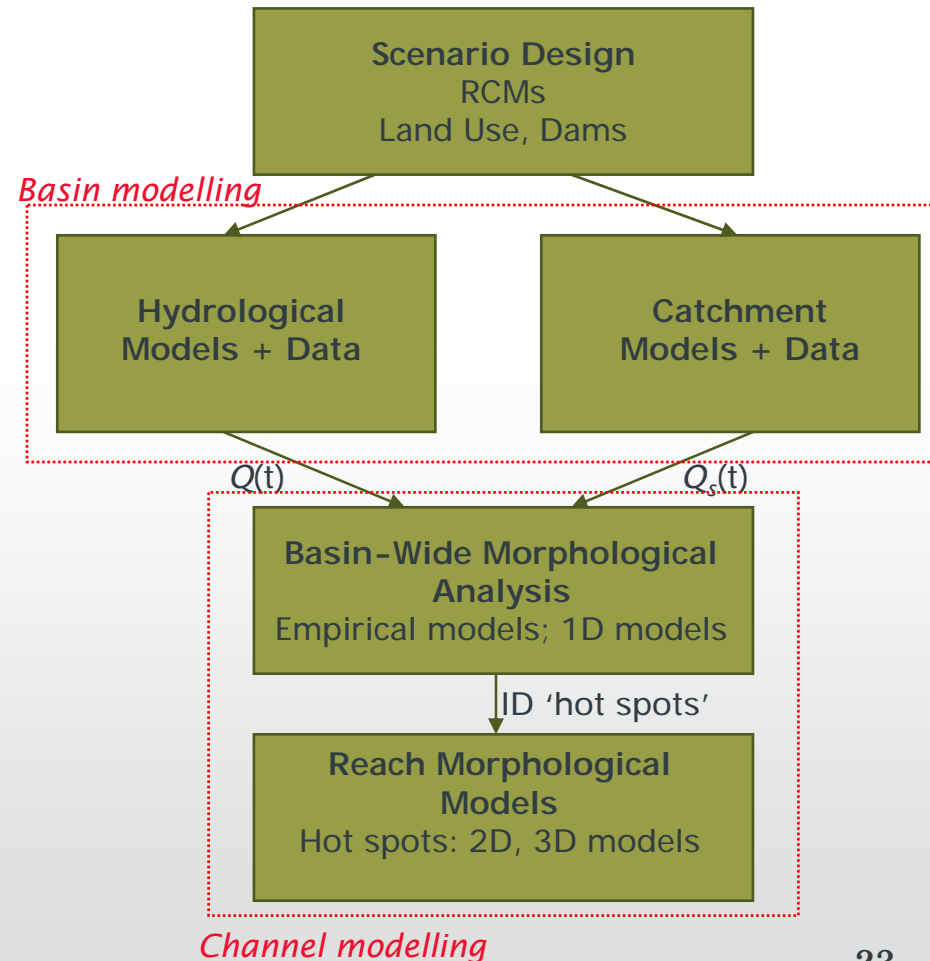 Scenario Design
RCMs
Land Use, Dams
Basin modelling
Hydrological
Models + Data
Catchment
Models + Data
Q(t)
Qs(t)
Basin-Wide Morphological
Analysis
Empirical models; 1D models
ID ‘hot spots’
Reach Morphological
Models
Hot spots: 2D, 3D models
Channel modelling